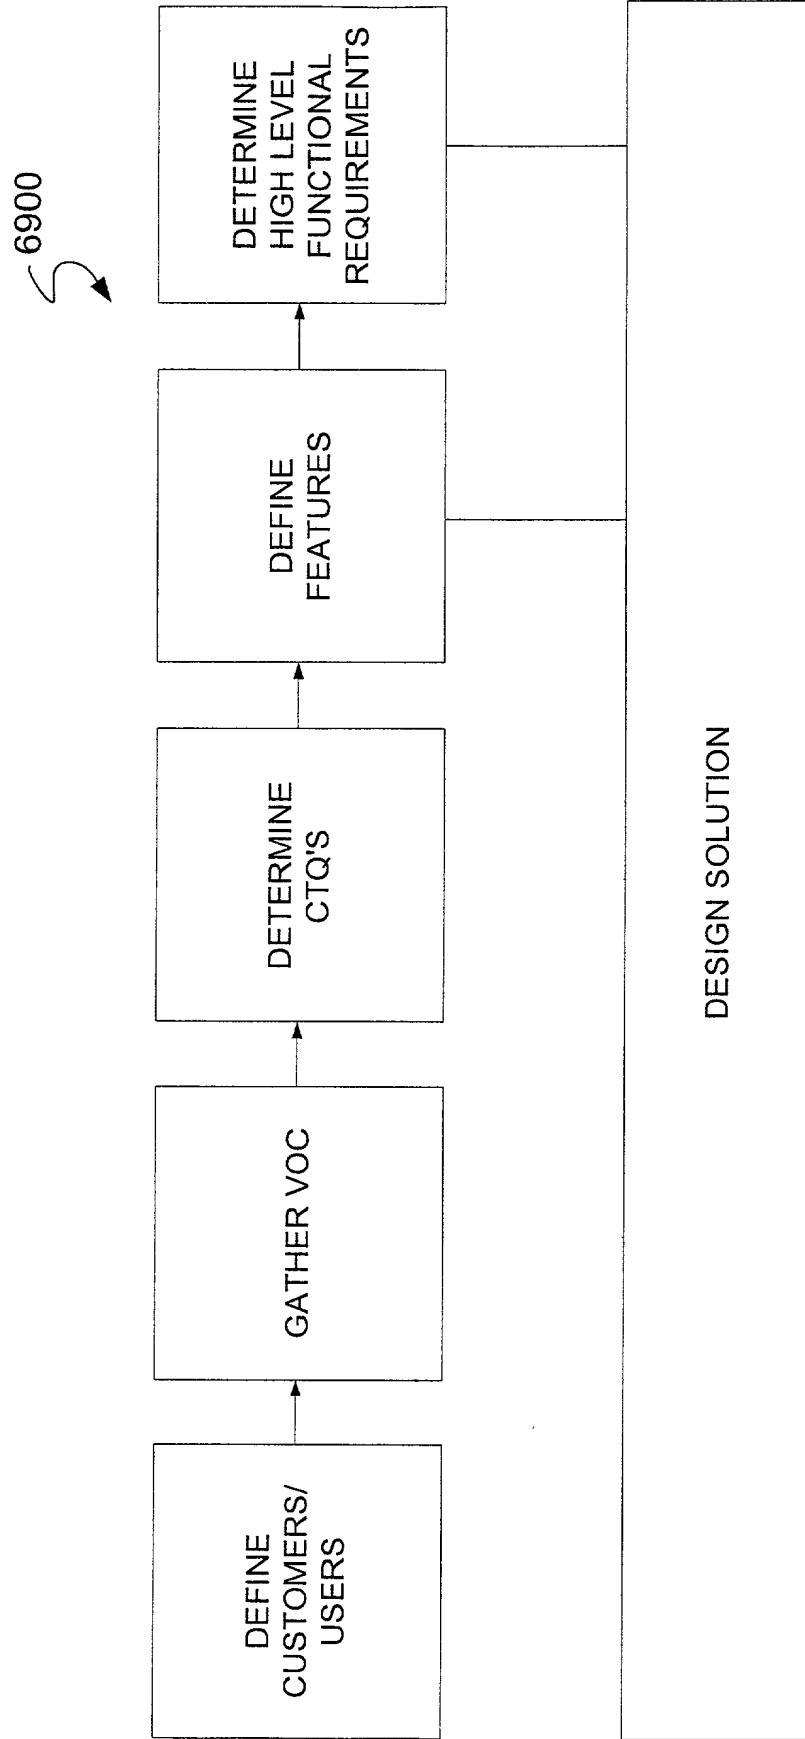 6900
DEFINE
CUSTOMERS/
USERS
GATHER VOC
DETERMINE
CTQ'S
DEFINE
FEATURES
DETERMINE
HIGH LEVEL
FUNCTIONAL
REQUIREMENTS
DESIGN SOLUTION